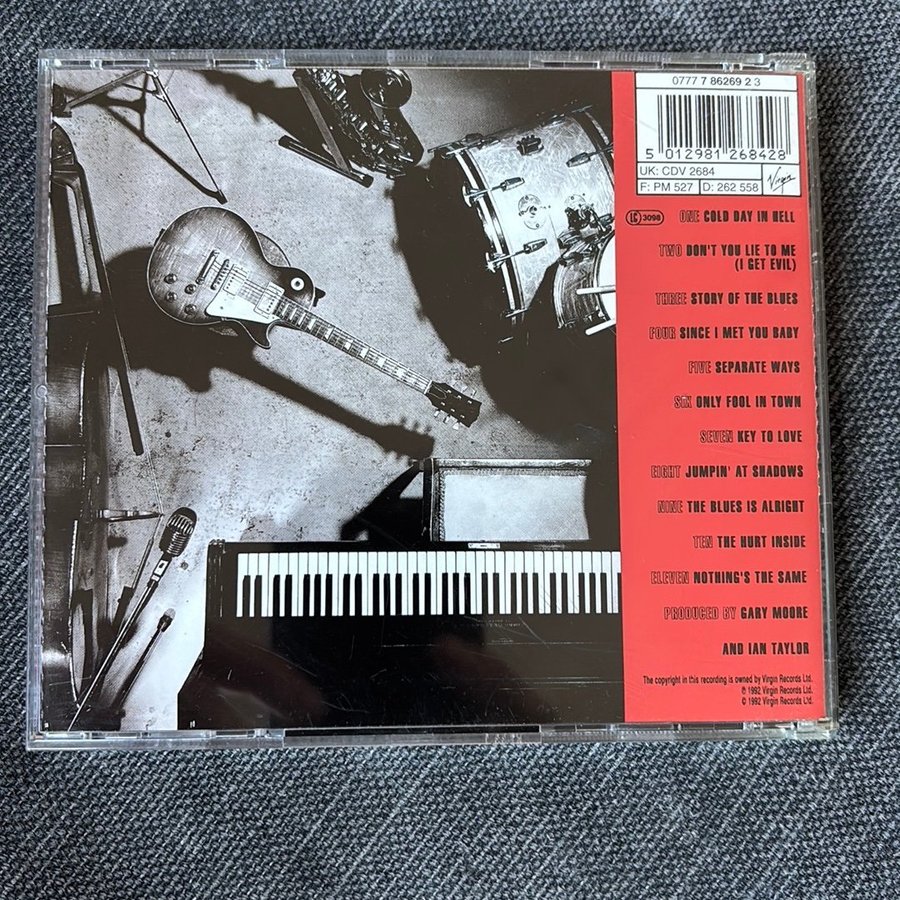 0777 7 86269 2 3
5 012981 268428
UK: CDV 2684
F: PM 527 D: 262 558 Virgin
LC 3098 ONE COLD DAY IN HELL
TWO DON'T YOU LIE TO ME
(I GET EVIL)
THREE STORY OF THE BLUES
FOUR SINCE I MET YOU BABY
FIVE SEPARATE WAYS
SIX ONLY FOOL IN TOWN
SEVEN KEY TO LOVE
EIGHT JUMPIN' AT SHADOWS
NINE THE BLUES IS ALRIGHT
TEN THE HURT INSIDE
ELEVEN NOTHING'S THE SAME
PRODUCED BY GARY MOORE
AND IAN TAYLOR
The copyright in this recording is owned by Virgin Records Ltd.
℗ 1992 Virgin Records Ltd.
© 1992 Virgin Records Ltd.